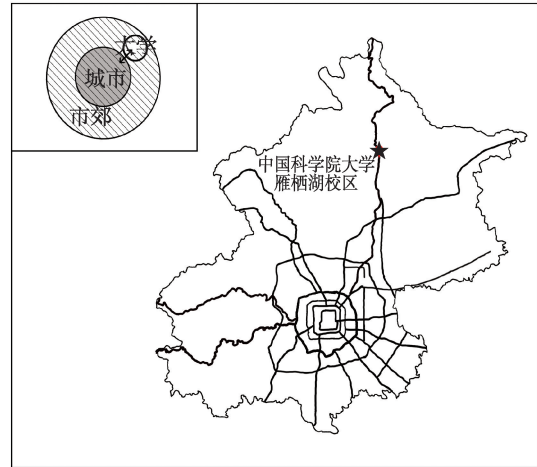 大学
城市
市郊
中国科学院大学
雁栖湖校区